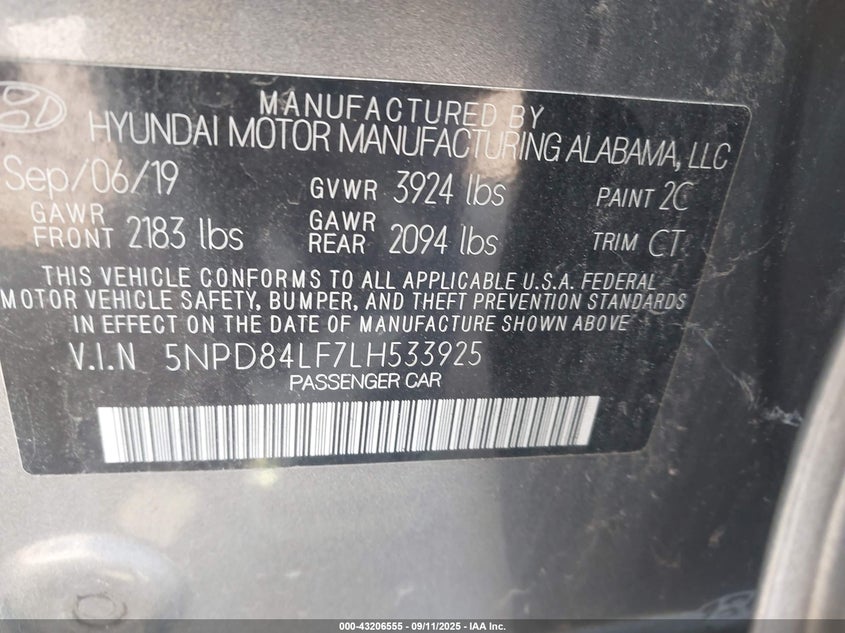 MANUFACTURED BY
HYUNDAI MOTOR MANUFACTURING ALABAMA, LLC
Sep/06/19 GVWR 3924 lbs PAINT 2C
GAWR FRONT 2183 lbs GAWR REAR 2094 lbs TRIM CT
THIS VEHICLE CONFORMS TO ALL APPLICABLE U.S.A. FEDERAL
MOTOR VEHICLE SAFETY, BUMPER, AND THEFT PREVENTION STANDARDS
IN EFFECT ON THE DATE OF MANUFACTURE SHOWN ABOVE
V.I.N 5NPD84LF7LH533925
PASSENGER CAR
000-43206555 - 09/11/2025 - IAA Inc.